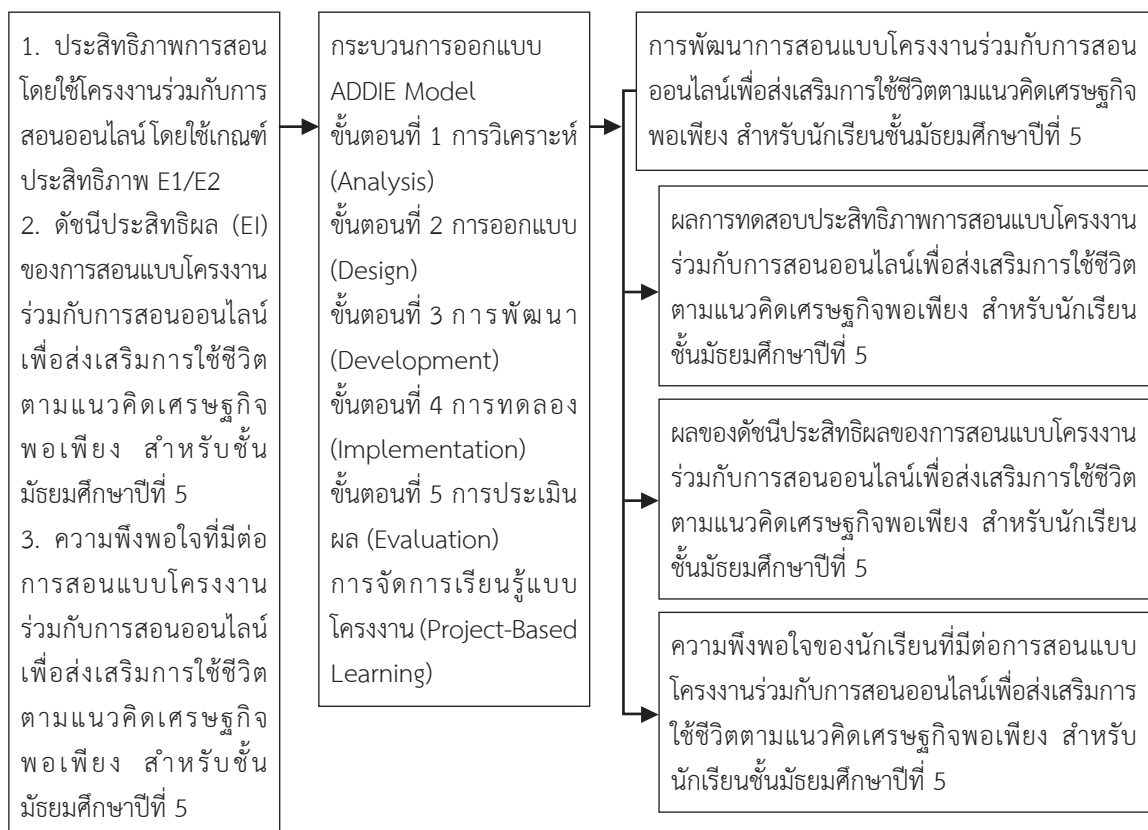 1. ประสิทธิภาพการสอน
โดยใช้โครงงานร่วมกับการ
สอนออนไลน์ โดยใช้เกณฑ์
ประสิทธิภาพ E1/E2
2. ดัชนีประสิทธิผล (EI)
ของการสอนแบบโครงงาน
ร่วมกับการสอนออนไลน์
เพื่อส่งเสริมการใช้ชีวิต
ตามแนวคิดเศรษฐกิจ
พอเพียง สำหรับชั้น
มัธยมศึกษาปีที่ 5
3. ความพึงพอใจที่มีต่อ
การสอนแบบโครงงาน
ร่วมกับการสอนออนไลน์
เพื่อส่งเสริมการใช้ชีวิต
ตามแนวคิดเศรษฐกิจ
พอเพียง สำหรับชั้น
มัธยมศึกษาปีที่ 5
กระบวนการออกแบบ
ADDIE Model
ขั้นตอนที่ 1 การวิเคราะห์
(Analysis)
ขั้นตอนที่ 2 การออกแบบ
(Design)
ขั้นตอนที่ 3 การพัฒนา
(Development)
ขั้นตอนที่ 4 การทดลอง
(Implementation)
ขั้นตอนที่ 5 การประเมิน
ผล (Evaluation)
การจัดการเรียนรู้แบบ
โครงงาน (Project-Based
Learning)
การพัฒนาการสอนแบบโครงงานร่วมกับการสอน
ออนไลน์เพื่อส่งเสริมการใช้ชีวิตตามแนวคิดเศรษฐกิจ
พอเพียง สำหรับนักเรียนชั้นมัธยมศึกษาปีที่ 5
ผลการทดสอบประสิทธิภาพการสอนแบบโครงงาน
ร่วมกับการสอนออนไลน์เพื่อส่งเสริมการใช้ชีวิต
ตามแนวคิดเศรษฐกิจพอเพียง สำหรับนักเรียน
ชั้นมัธยมศึกษาปีที่ 5
ผลของดัชนีประสิทธิผลของการสอนแบบโครงงาน
ร่วมกับการสอนออนไลน์เพื่อส่งเสริมการใช้ชีวิต
ตามแนวคิดเศรษฐกิจพอเพียง สำหรับนักเรียน
ชั้นมัธยมศึกษาปีที่ 5
ความพึงพอใจของนักเรียนที่มีต่อการสอนแบบ
โครงงานร่วมกับการสอนออนไลน์เพื่อส่งเสริมการ
ใช้ชีวิตตามแนวคิดเศรษฐกิจพอเพียง สำหรับ
นักเรียนชั้นมัธยมศึกษาปีที่ 5